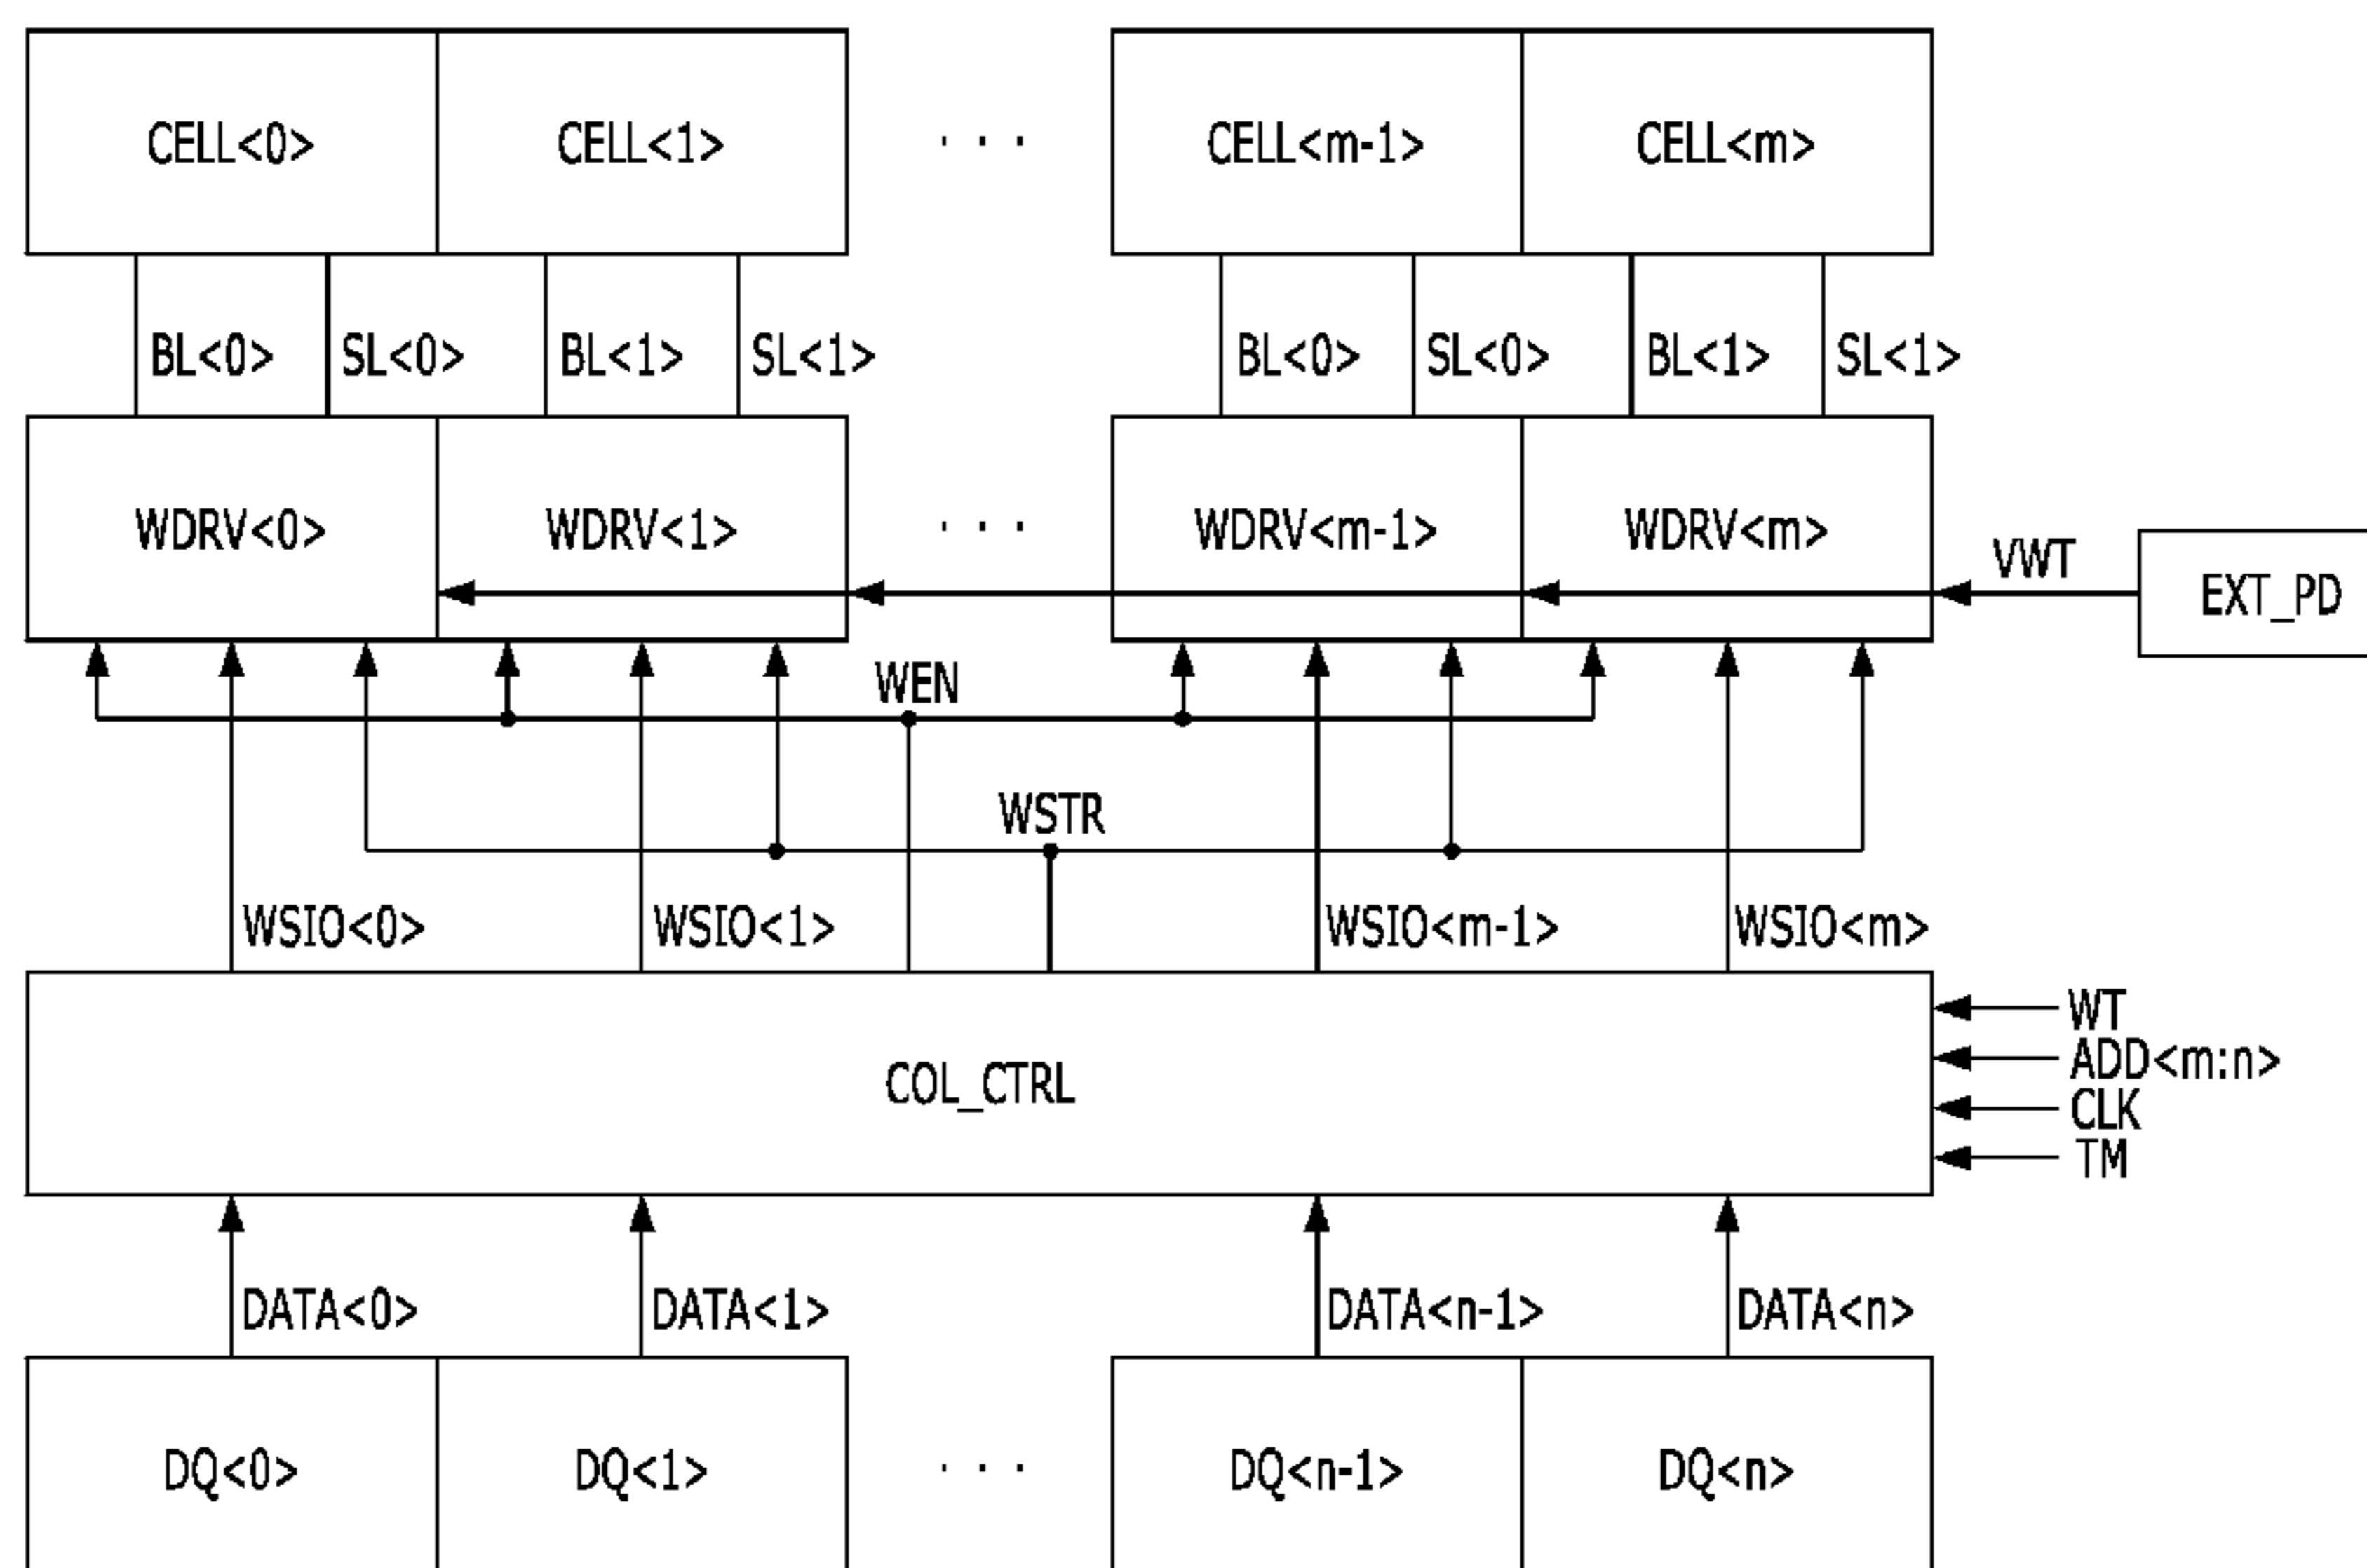 CELL<0> CELL<1> . . . CELL<m-1> CELL<m>
BL<0> SL<0> BL<1> SL<1> BL<0> SL<0> BL<1> SL<1>
WDRV<0> WDRV<1> . . . WDRV<m-1> WDRV<m>
VWT
EXT_PD
WEN
WSTR
WSIO<0> WSIO<1> WSIO<m-1> WSIO<m>
WT
ADD<m:n>
CLK
TM
COL_CTRL
DATA<0> DATA<1> DATA<n-1> DATA<n>
DQ<0> DQ<1> . . . DQ<n-1> DQ<n>